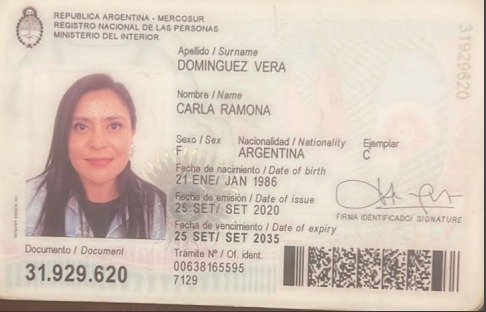 REPUBLICA ARGENTINA - MERCOSUR
REGISTRO NACIONAL DE LAS PERSONAS
MINISTERIO DEL INTERIOR
Apellido / Surname
DOMINGUEZ VERA
Nombre / Name
CARLA RAMONA
Sexo / Sex Nacionalidad / Nationality Ejemplar
F ARGENTINA C
Fecha de nacimiento / Date of birth
21 ENE/ JAN 1986
Fecha de emisión / Date of issue
25 SET/ SET 2020
FIRMA IDENTIFICADO/ SIGNATURE
Fecha de vencimiento / Date of expiry
25 SET/ SET 2035
Documento / Document
31.929.620
Trámite Nº / Of. ident.
00638165595
7129
31929620